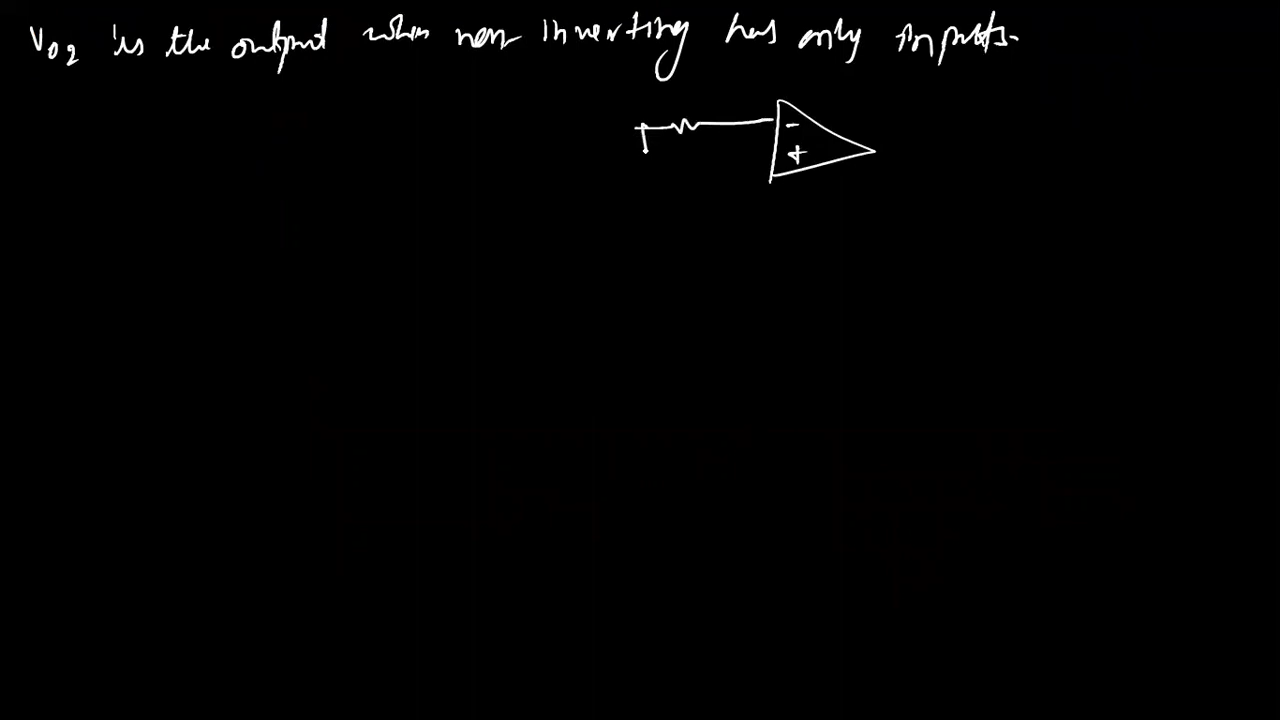 V02 is the output when non inverting has only inputs.
-
+